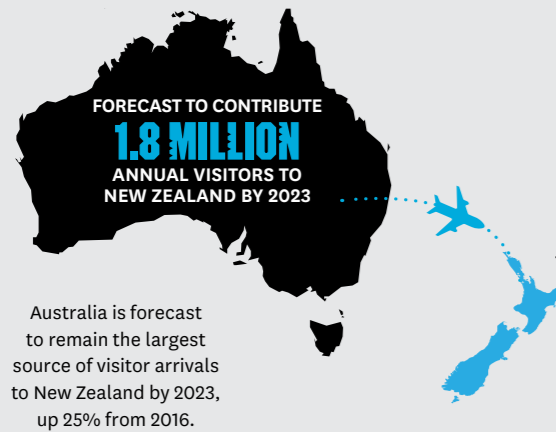 FORECAST TO CONTRIBUTE
1.8 MILLION
ANNUAL VISITORS TO
NEW ZEALAND BY 2023
Australia is forecast
to remain the largest
source of visitor arrivals
to New Zealand by 2023,
up 25% from 2016.